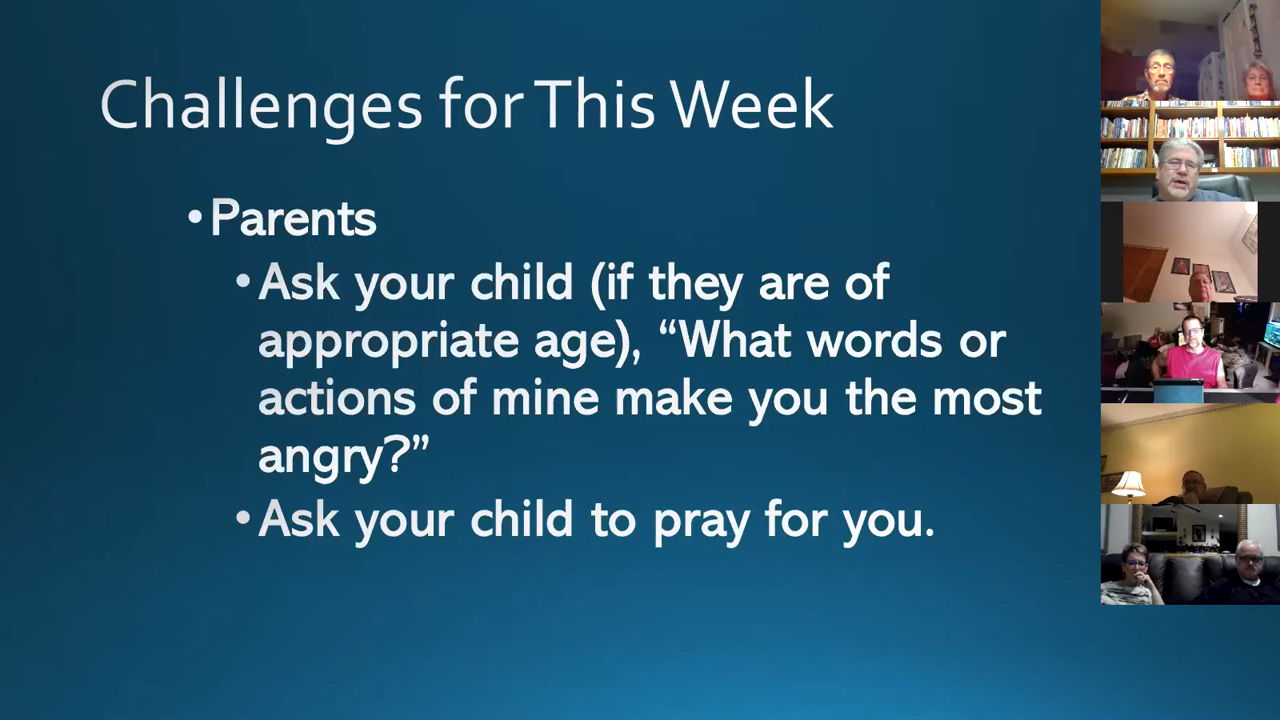 Challenges for This Week
•Parents
•Ask your child (if they are of
appropriate age), “What words or
actions of mine make you the most
angry?”
•Ask your child to pray for you.